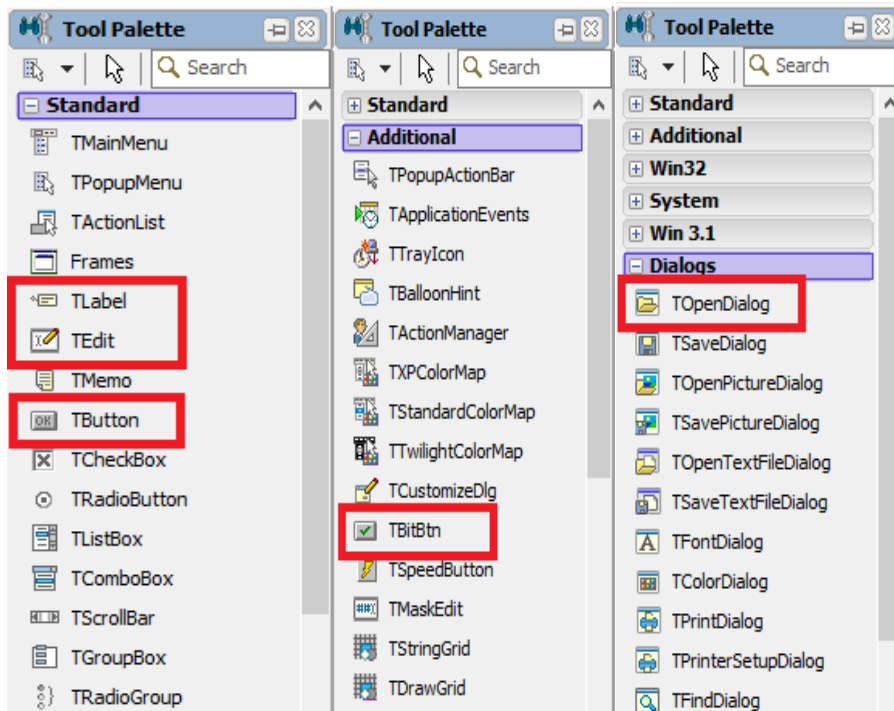 Tool Palette
Search
Standard
TMainMenu
TPopupMenu
TActionList
Frames
TLabel
TEdit
TMemo
OK TButton
TCheckBox
TRadioButton
TListBox
TComboBox
TScrollBar
TGroupBox
TRadioGroup
Tool Palette
Search
Standard
Additional
TPopupActionBar
TApplicationEvents
TTrayIcon
TBalloonHint
TActionManager
TXPColorMap
TStandardColorMap
TTwilightColorMap
TCustomizeDlg
TBitBtn
TSpeedButton
TMaskEdit
TStringGrid
TDrawGrid
Tool Palette
Search
Standard
Additional
Win32
System
Win 3.1
Dialogs
TOpenDialog
TSaveDialog
TOpenPictureDialog
TSavePictureDialog
TOpenTextFileDialog
TSaveTextFileDialog
TFontDialog
TColorDialog
TPrintDialog
TPrinterSetupDialog
TFindDialog